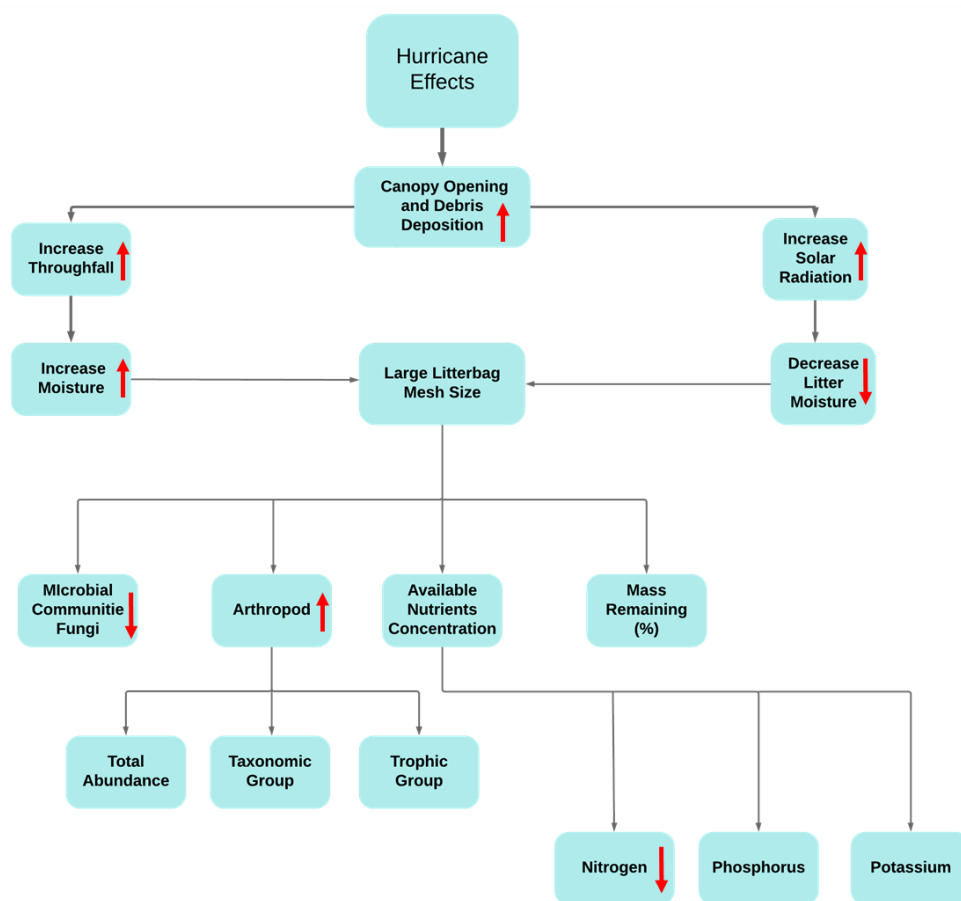 Hurricane
Effects
Canopy Opening
and Debris
Deposition
Increase
Throughfall
Increase
Solar
Radiation
Increase
Moisture
Large Litterbag
Mesh Size
Decrease
Litter
Moisture
MIcrobial
Communitie
Fungi
Arthropod
Available
Nutrients
Concentration
Mass
Remaining
(%)
Total
Abundance
Taxonomic
Group
Trophic
Group
Nitrogen
Phosphorus
Potassium